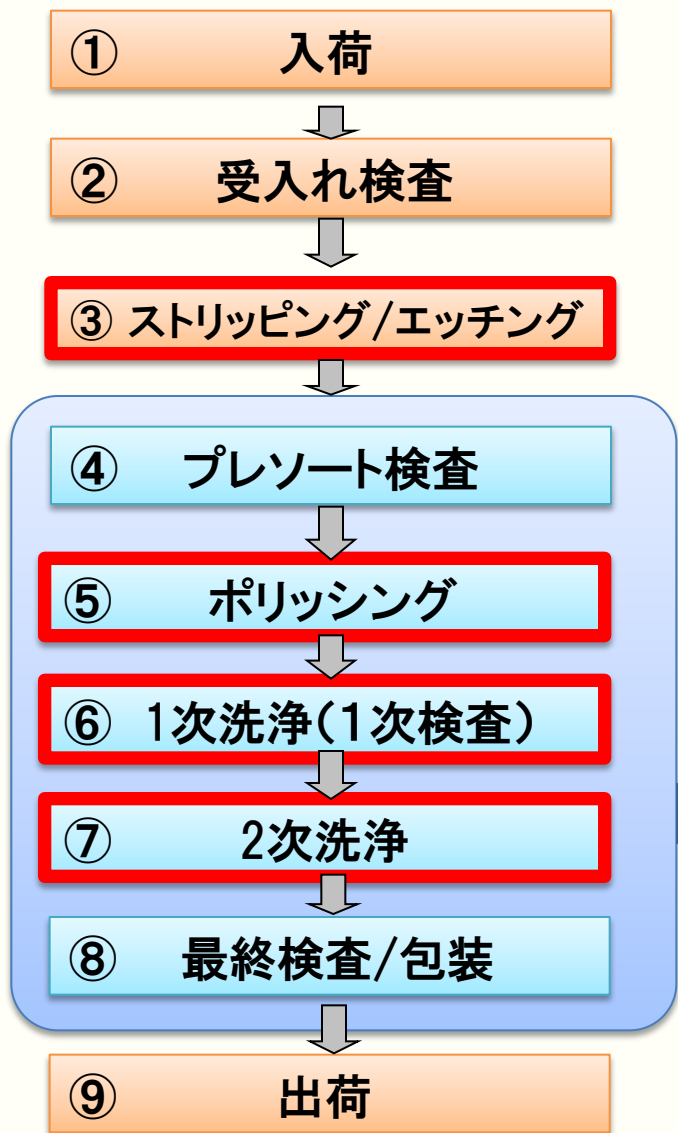 ① 入荷
② 受入れ検査
③ ストリッピング/エッチング
④ プレソート検査
⑤ ポリッシング
⑥ 1次洗浄(1次検査)
⑦ 2次洗浄
⑧ 最終検査/包装
⑨ 出荷